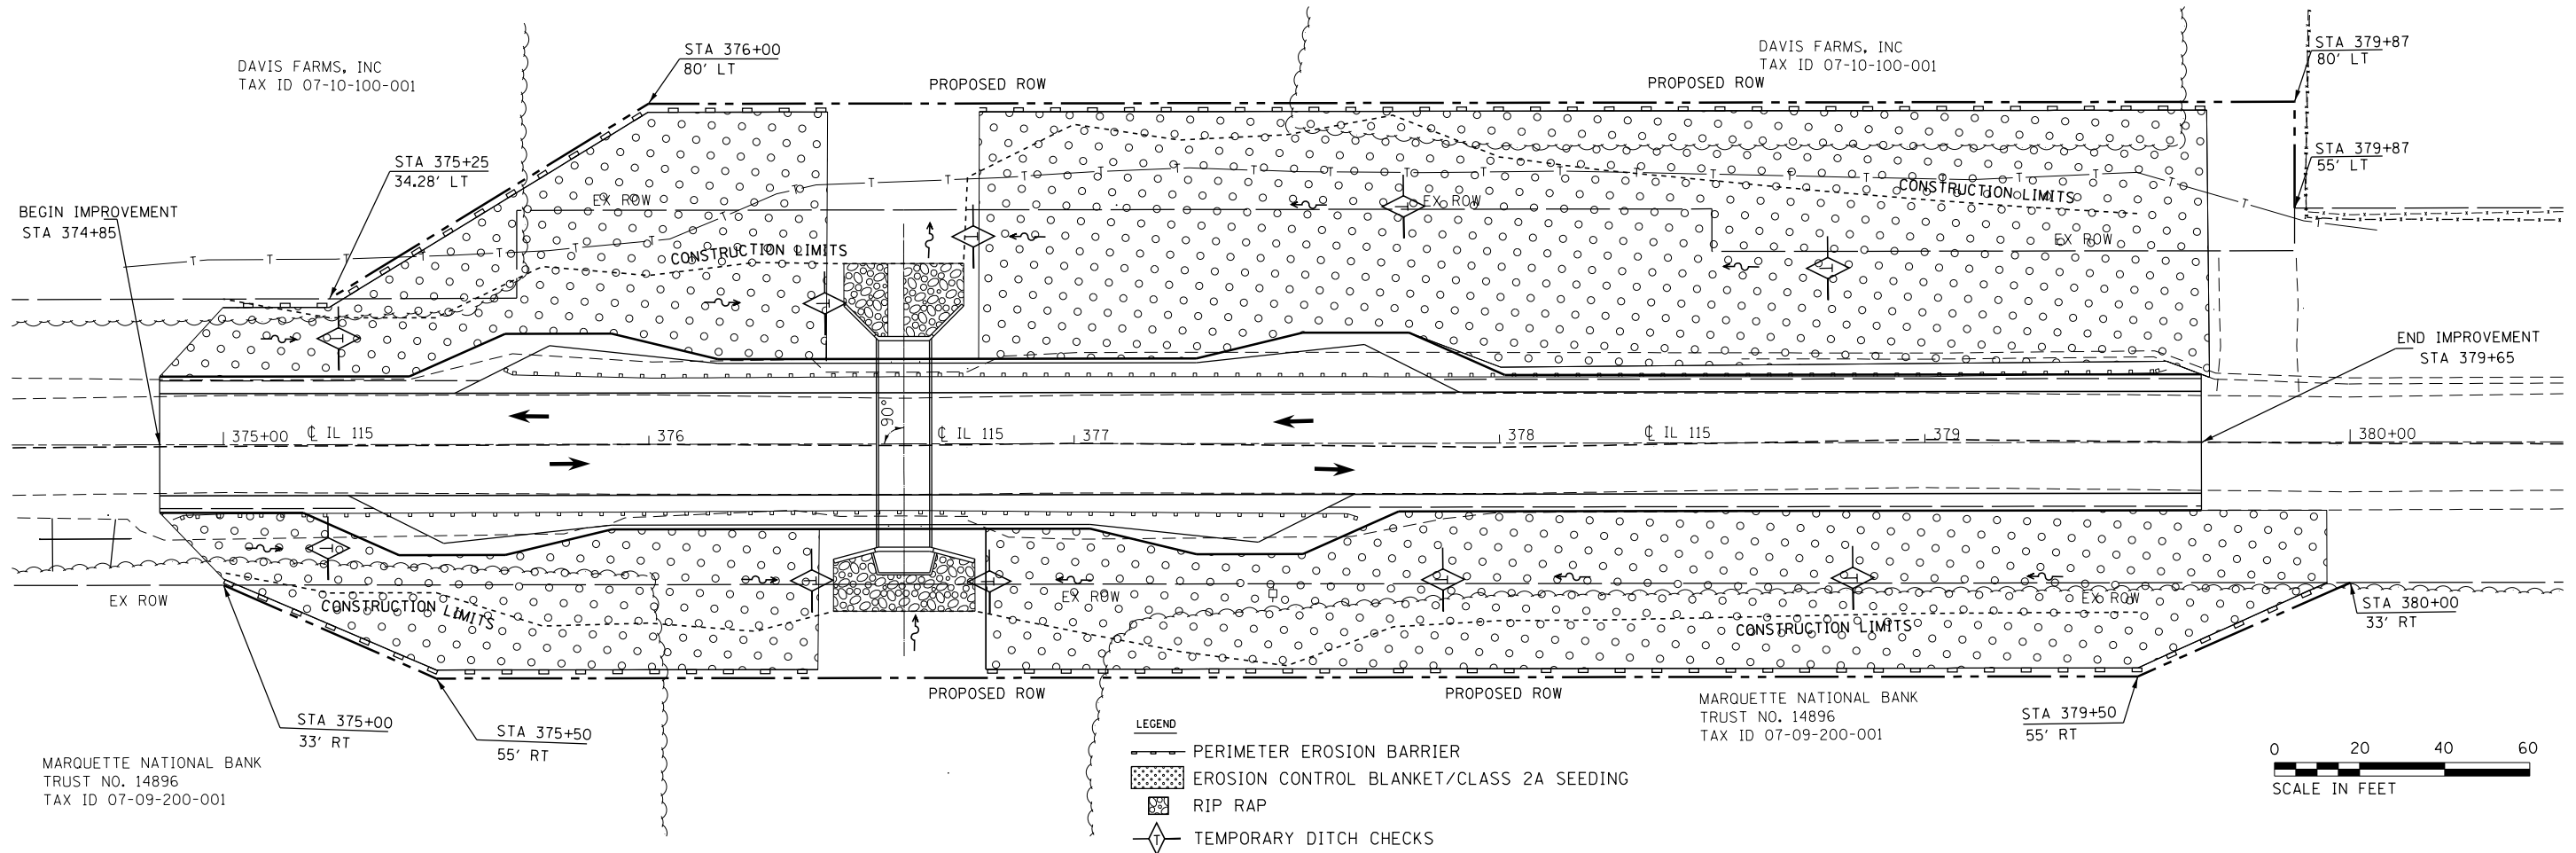 DAVIS FARMS, INC
TAX ID 07-10-100-001
STA 376+00
80' LT
PROPOSED ROW
PROPOSED ROW
DAVIS FARMS, INC
TAX ID 07-10-100-001
STA 379+87
80' LT
STA 375+25
34.28' LT
STA 379+87
55' LT
BEGIN IMPROVEMENT
STA 374+85
T T T T T T T T T T T T T T T T T T T T T
EX ROW
EX ROW
CONSTRUCTION LIMITS
CONSTRUCTION LIMITS
EX ROW
T
T
T
T
T
END IMPROVEMENT
STA 379+65
90°
375+00
℄ IL 115
376
℄ IL 115
377
378
℄ IL 115
379
380+00
T
T
T
T
T
EX ROW
CONSTRUCTION LIMITS
EX ROW
EX ROW
CONSTRUCTION LIMITS
STA 380+00
33' RT
PROPOSED ROW
PROPOSED ROW
STA 375+00
33' RT
STA 375+50
55' RT
MARQUETTE NATIONAL BANK
TRUST NO. 14896
TAX ID 07-09-200-001
STA 379+50
55' RT
MARQUETTE NATIONAL BANK
TRUST NO. 14896
TAX ID 07-09-200-001
LEGEND
PERIMETER EROSION BARRIER
EROSION CONTROL BLANKET/CLASS 2A SEEDING
RIP RAP
T TEMPORARY DITCH CHECKS
0 20 40 60
SCALE IN FEET